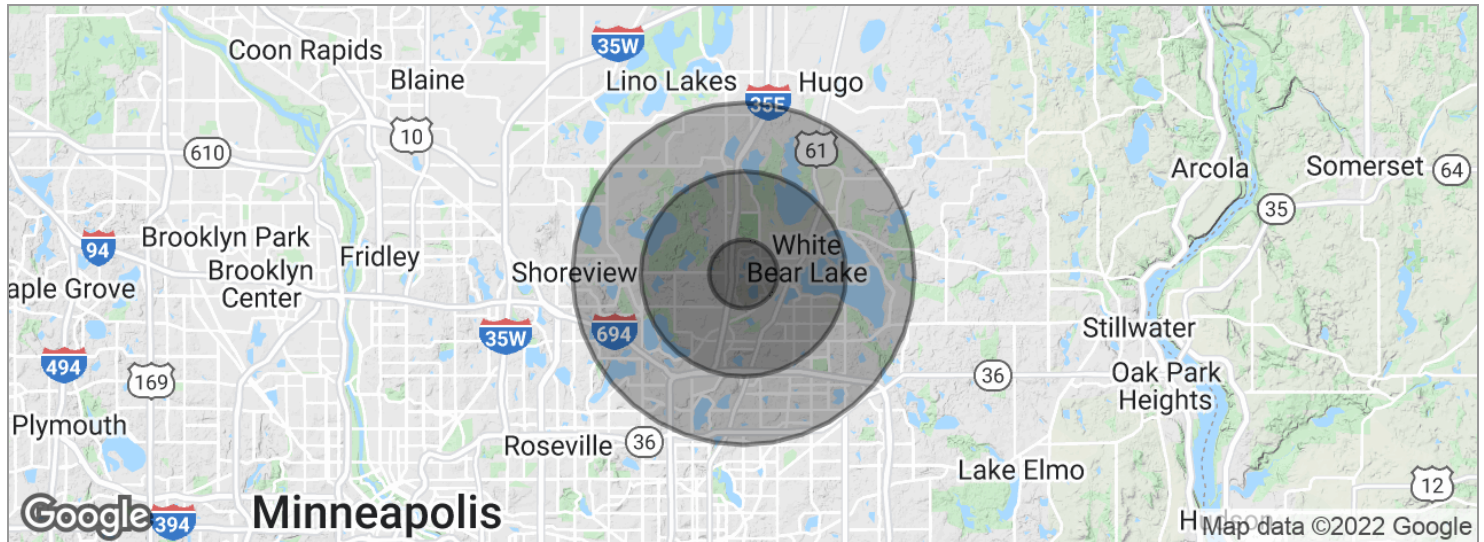 35W
Coon Rapids
Blaine
Lino Lakes
Hugo
35E
10
610
61
Arcola
Somerset
64
35
94
Brooklyn Park
Fridley
White
Bear Lake
Brooklyn
Center
Shoreview
aple Grove
35W
694
Stillwater
494
169
36
Oak Park
Heights
Plymouth
Roseville
36
Lake Elmo
12
Google
394
Minneapolis
Map data ©2022 Google